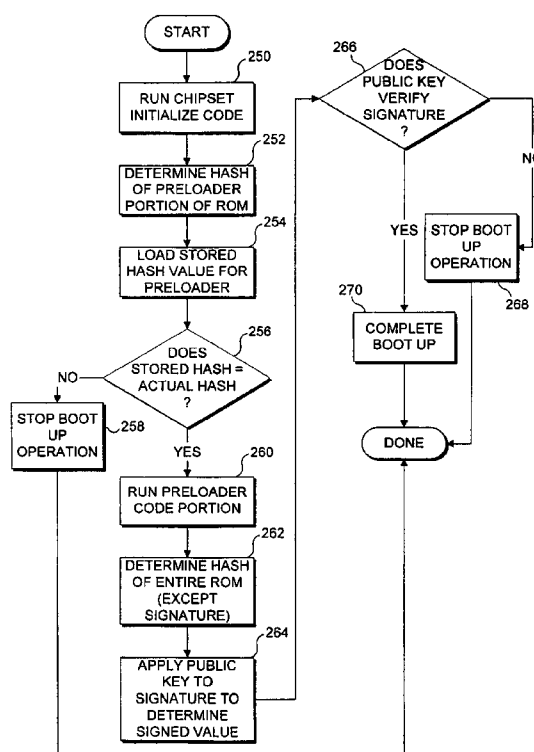 START
250
RUN CHIPSET
INITIALIZE CODE
252
DETERMINE HASH
OF PRELOADER
PORTION OF ROM
254
LOAD STORED
HASH VALUE FOR
PRELOADER
256
DOES
STORED HASH =
ACTUAL HASH
?
NO
STOP BOOT
UP
OPERATION
258
YES
260
RUN PRELOADER
CODE PORTION
262
DETERMINE HASH
OF ENTIRE ROM
(EXCEPT
SIGNATURE)
264
APPLY PUBLIC
KEY TO
SIGNATURE TO
DETERMINE
SIGNED VALUE
266
DOES
PUBLIC KEY
VERIFY
SIGNATURE
?
NO
YES
STOP BOOT
UP
OPERATION
268
270
COMPLETE
BOOT UP
DONE